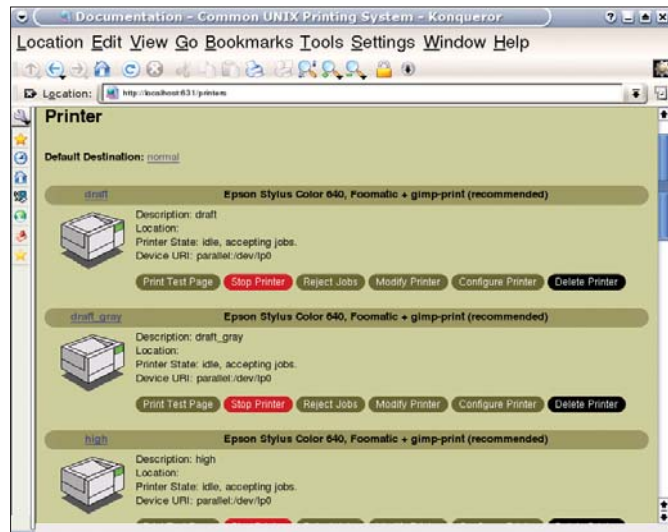 Documentation - Common UNIX Printing System - Konqueror
Location Edit View Go Bookmarks Tools Settings Window Help
Location: http://localhost:631/printers
Printer
Default Destination: normal
draft Epson Stylus Color 640, Foomatic + gimp-print (recommended)
Description: draft
Location:
Printer State: idle, accepting jobs.
Device URI: parallel:/dev/lp0
Print Test Page Stop Printer Reject Jobs Modify Printer Configure Printer Delete Printer
draft_gray Epson Stylus Color 640, Foomatic + gimp-print (recommended)
Description: draft_gray
Location:
Printer State: idle, accepting jobs.
Device URI: parallel:/dev/lp0
Print Test Page Stop Printer Reject Jobs Modify Printer Configure Printer Delete Printer
high Epson Stylus Color 640, Foomatic + gimp-print (recommended)
Description: high
Location:
Printer State: idle, accepting jobs.
Device URI: parallel:/dev/lp0